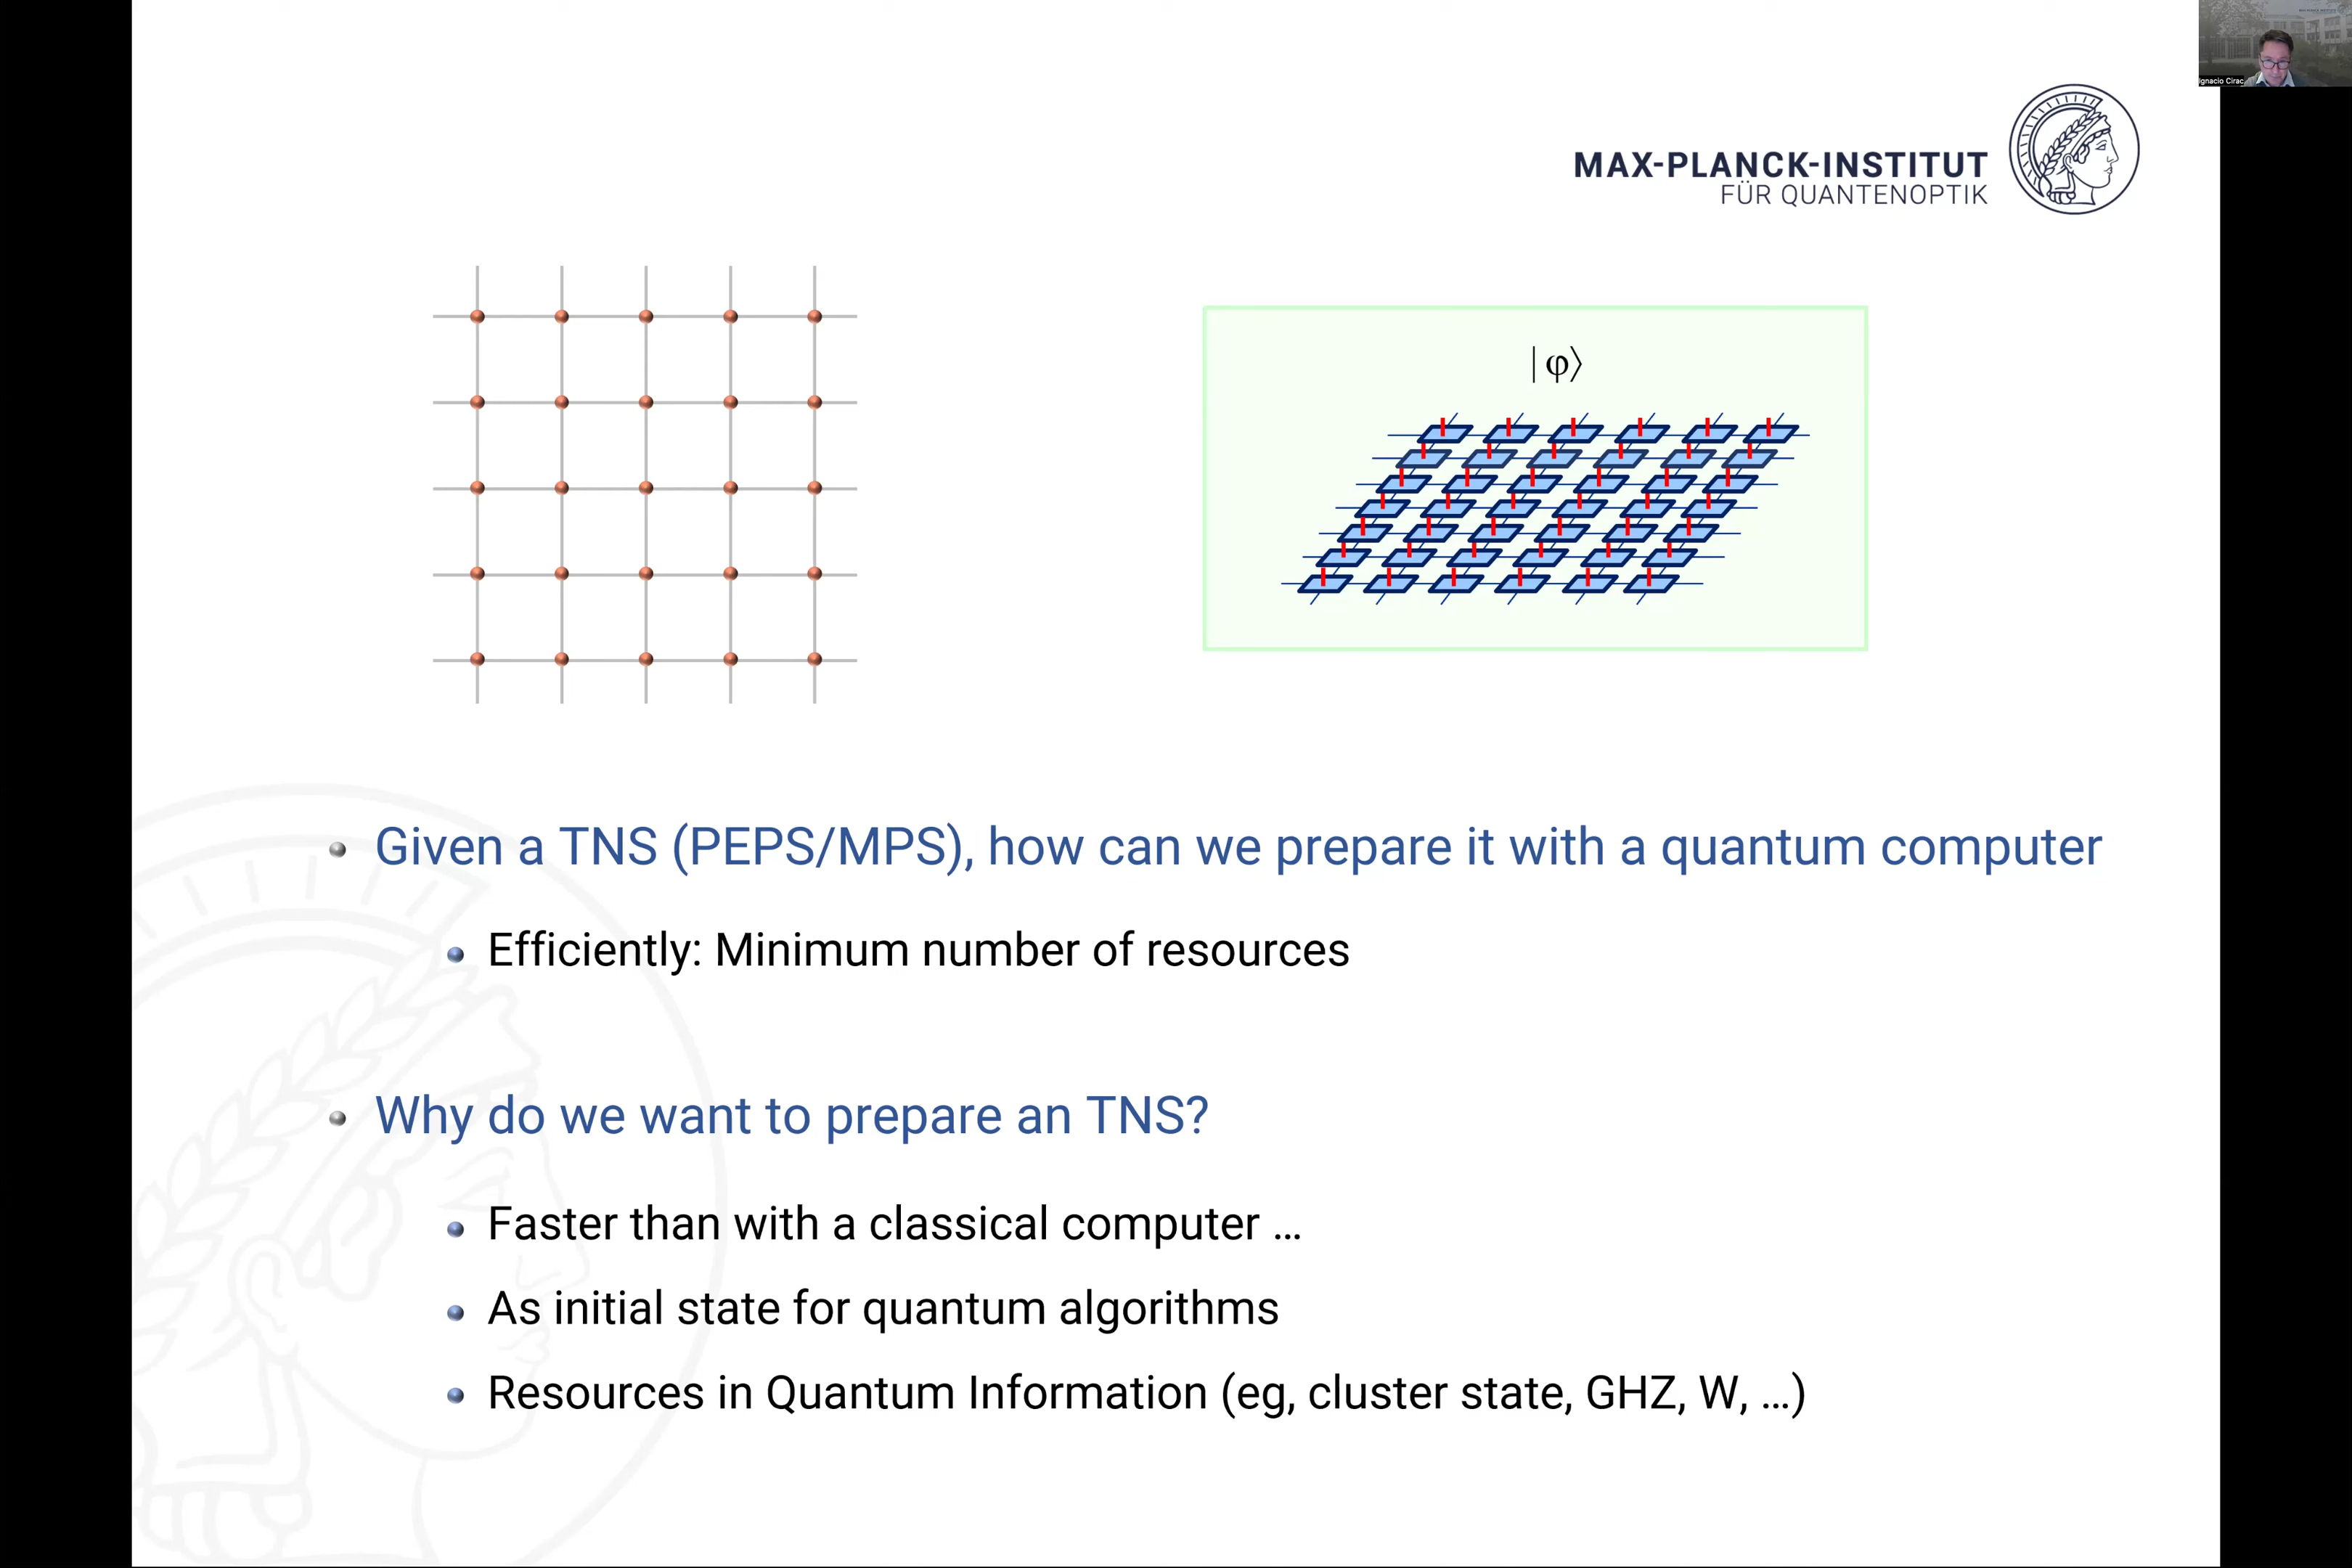 Ignacio Cirac
MAX-PLANCK-INSTITUT
FÜR QUANTENOPTIK
|φ⟩
Given a TNS (PEPS/MPS), how can we prepare it with a quantum computer
Efficiently: Minimum number of resources
Why do we want to prepare an TNS?
Faster than with a classical computer ...
As initial state for quantum algorithms
Resources in Quantum Information (eg, cluster state, GHZ, W, ...)